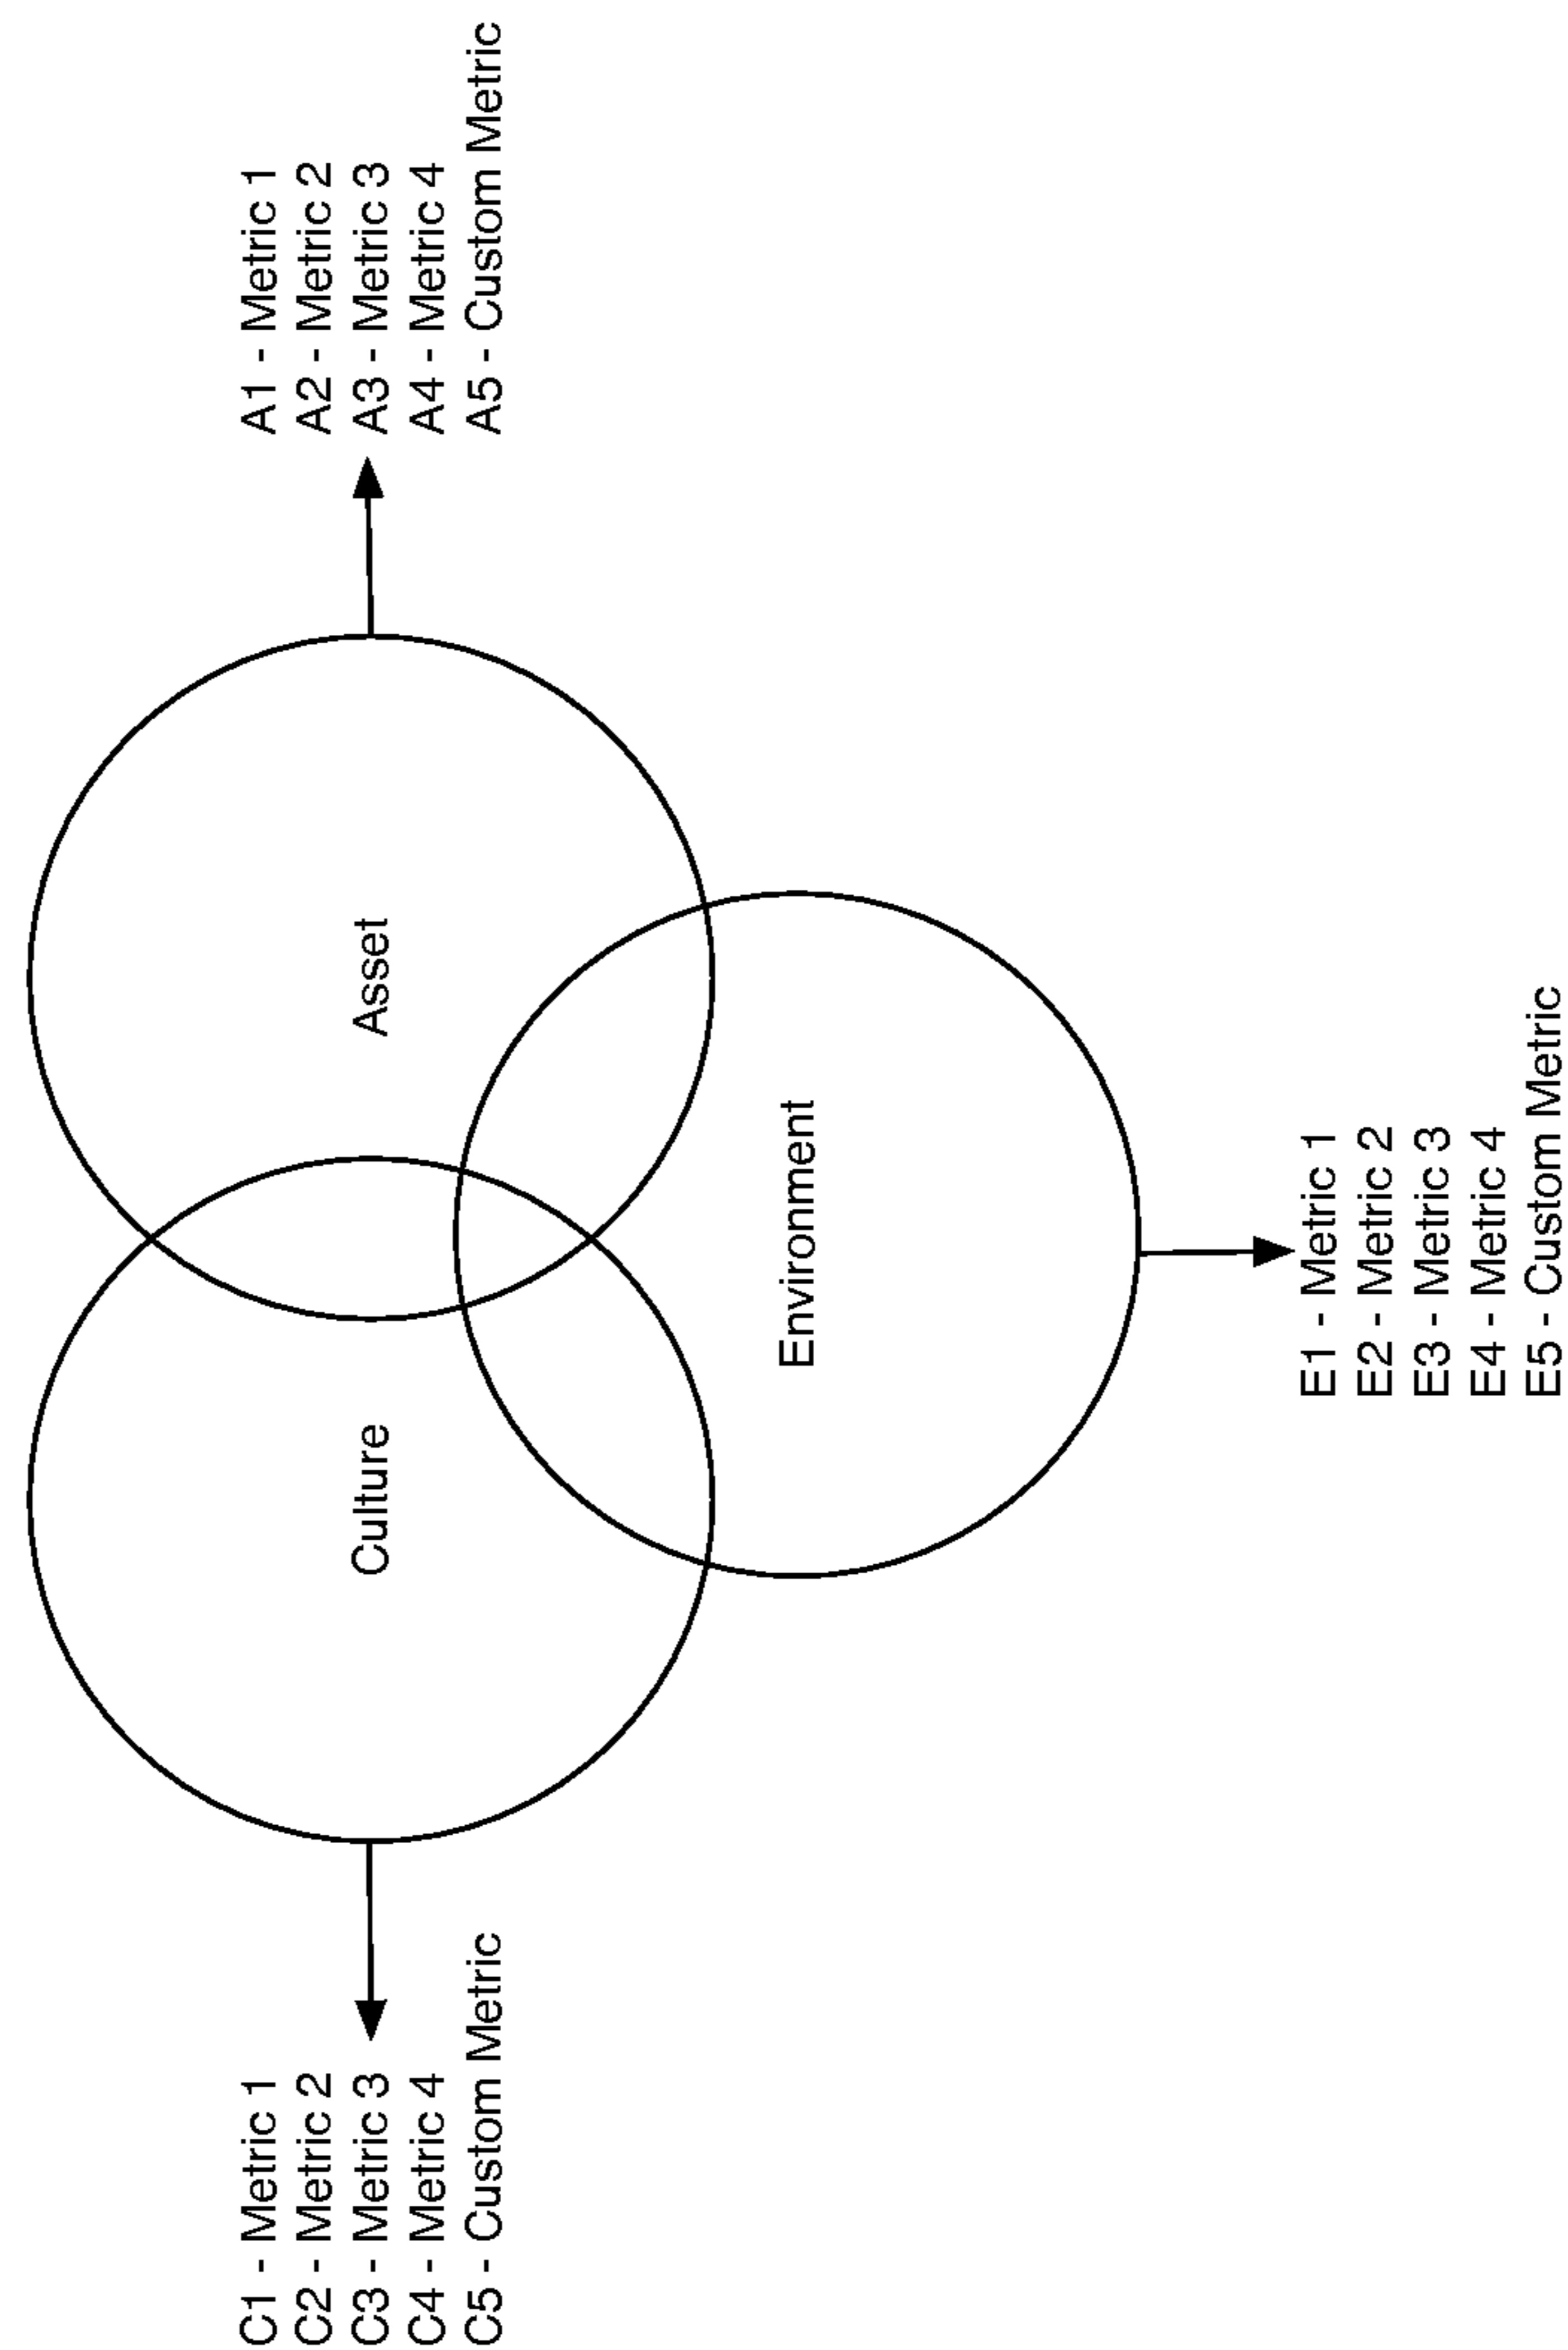 C1 - Metric 1
C2 - Metric 2
C3 - Metric 3
C4 - Metric 4
C5 - Custom Metric
Culture
Asset
A1 - Metric 1
A2 - Metric 2
A3 - Metric 3
A4 - Metric 4
A5 - Custom Metric
Environment
E1 - Metric 1
E2 - Metric 2
E3 - Metric 3
E4 - Metric 4
E5 - Custom Metric